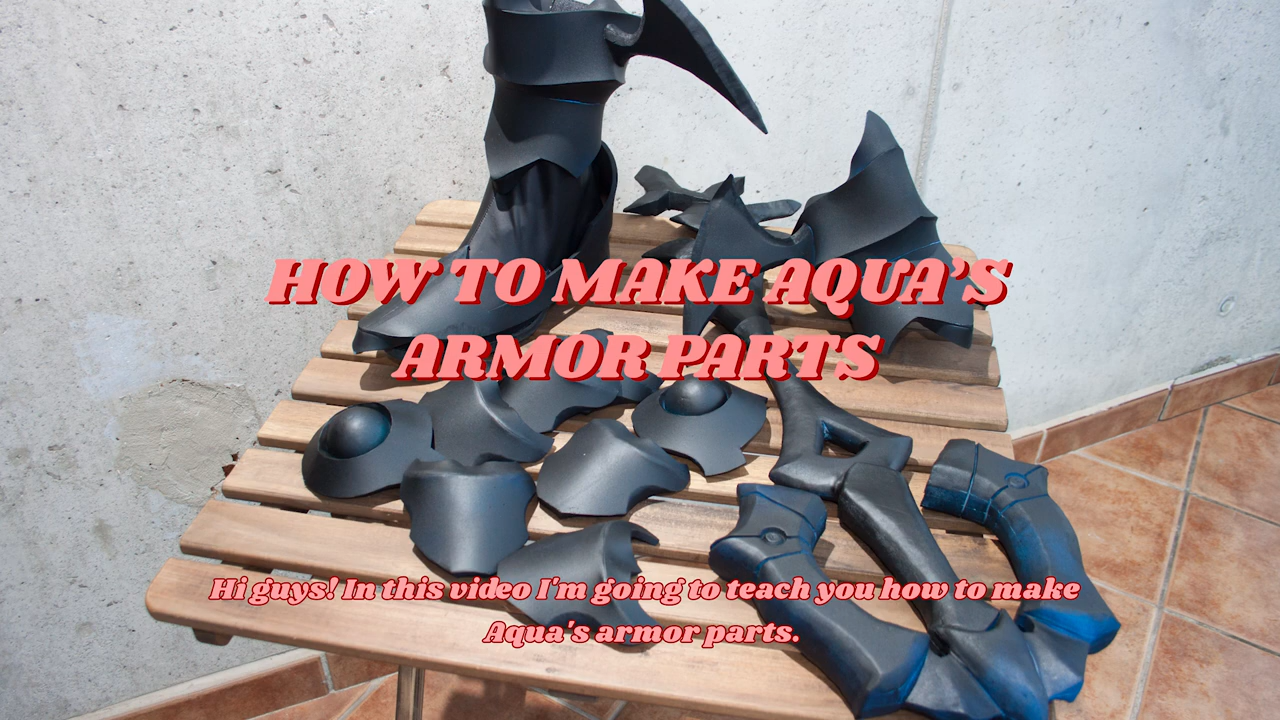 HOW TO MAKE AQUA’S
ARMOR PARTS
Hi guys! In this video I'm going to teach you how to make
Aqua's armor parts.